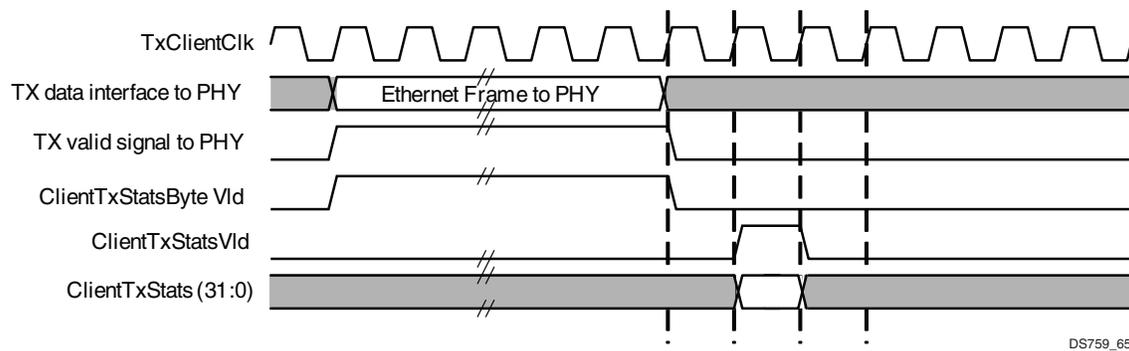 TxClientClk
TX data interface to PHY
Ethernet Frame to PHY
TX valid signal to PHY
ClientTxStatsByte Vld
ClientTxStatsVld
ClientTxStats (31:0)
DS759_65